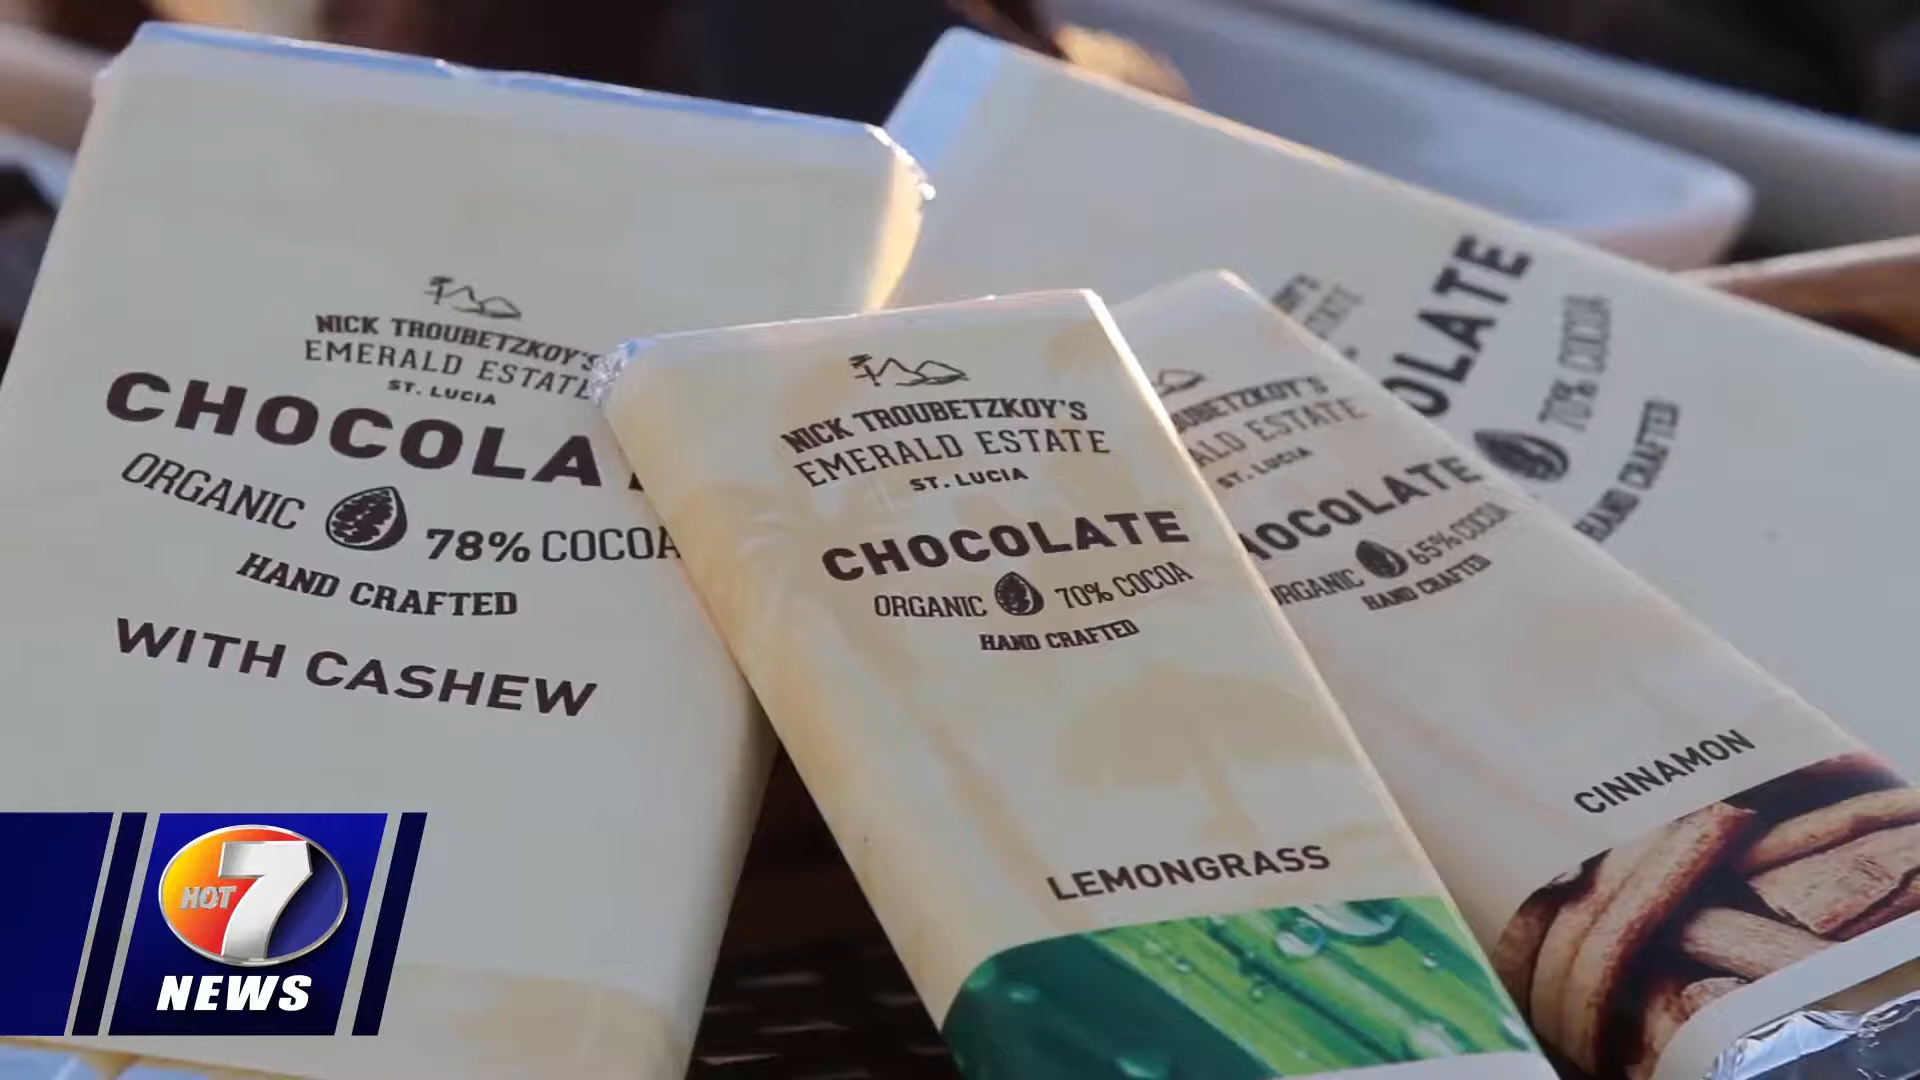 NICK TROUBETZKOY'S
EMERALD ESTATE
ST. LUCIA
CHOCOLA
ORGANIC 78% COCOA
HAND CRAFTED
WITH CASHEW
NICK TROUBETZKOY'S
EMERALD ESTATE
ST. LUCIA
CHOCOLATE
ORGANIC 70% COCOA
HAND CRAFTED
LEMONGRASS
UBETZKOY'S
ALD ESTATE
ST. LUCIA
HOCOLATE
ORGANIC 65% COCOA
HAND CRAFTED
CINNAMON
OLATE
70% COCOA
HAND CRAFTED
HOT 7
NEWS